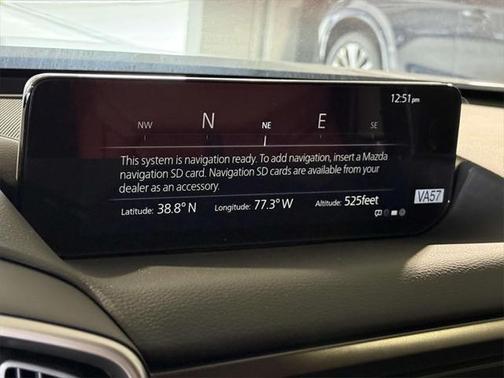 12:51pm
NW N NE E SE
This system is navigation ready. To add navigation, insert a Mazda
navigation SD card. Navigation SD cards are available from your
dealer as an accessory.
Latitude: 38.8° N Longitude: 77.3° W Altitude: 525feet
VA57